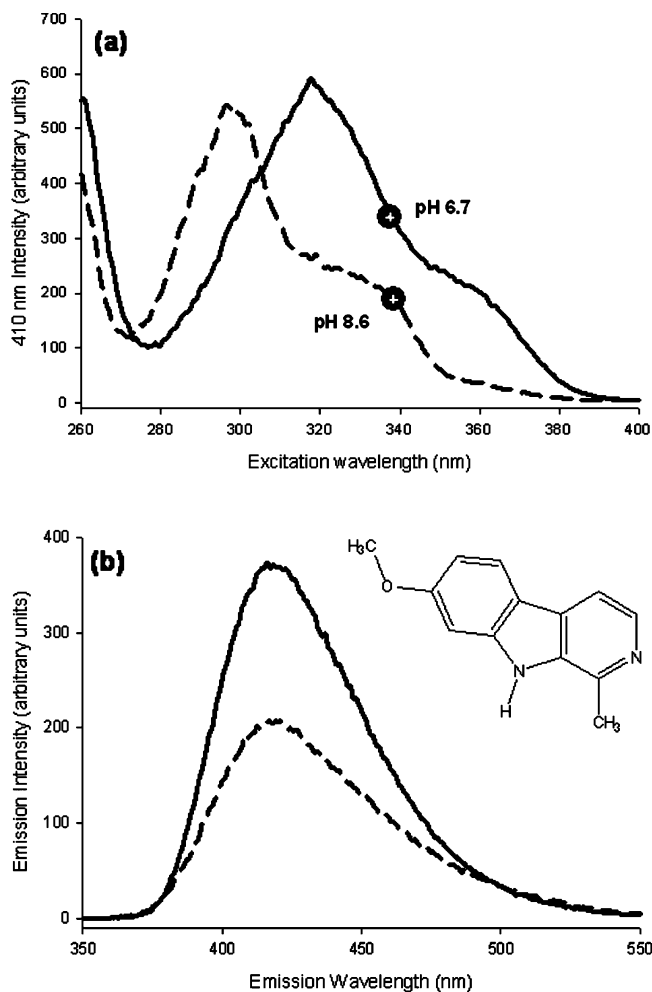 (a)
410 nm Intensity (arbitrary units)
700
600
500
400
300
200
100
0
pH 6.7
pH 8.6
260 280 300 320 340 360 380 400
Excitation wavelength (nm)
(b)
Emission Intensity (arbitrary units)
400
300
200
100
0
H3C
O
N
H
N
CH3
350 400 450 500 550
Emission Wavelength (nm)